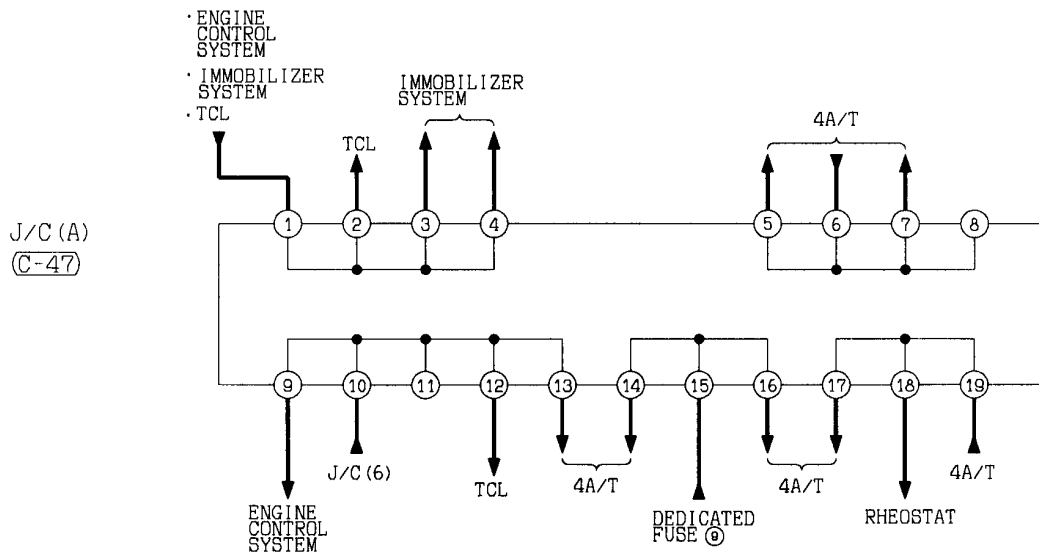 · ENGINE
CONTROL
SYSTEM
· IMMOBILIZER
SYSTEM
· TCL
TCL
IMMOBILIZER
SYSTEM
4A/T
1 2 3 4 5 6 7 8
J/C (A)
C-47
9 10 11 12 13 14 15 16 17 18 19
ENGINE
CONTROL
SYSTEM
J/C (6)
TCL
4A/T
DEDICATED
FUSE ⑨
4A/T
RHEOSTAT
4A/T